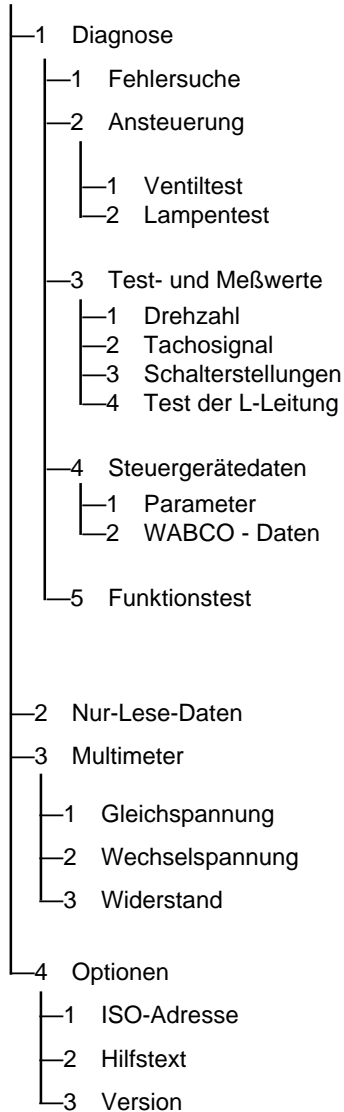 1 Diagnose
1 Fehlersuche
2 Ansteuerung
1 Ventiltest
2 Lampentest
3 Test- und Meßwerte
1 Drehzahl
2 Tachosignal
3 Schalterstellungen
4 Test der L-Leitung
4 Steuergerätedaten
1 Parameter
2 WABCO - Daten
5 Funktionstest
2 Nur-Lese-Daten
3 Multimeter
1 Gleichspannung
2 Wechselspannung
3 Widerstand
4 Optionen
1 ISO-Adresse
2 Hilfstext
3 Version